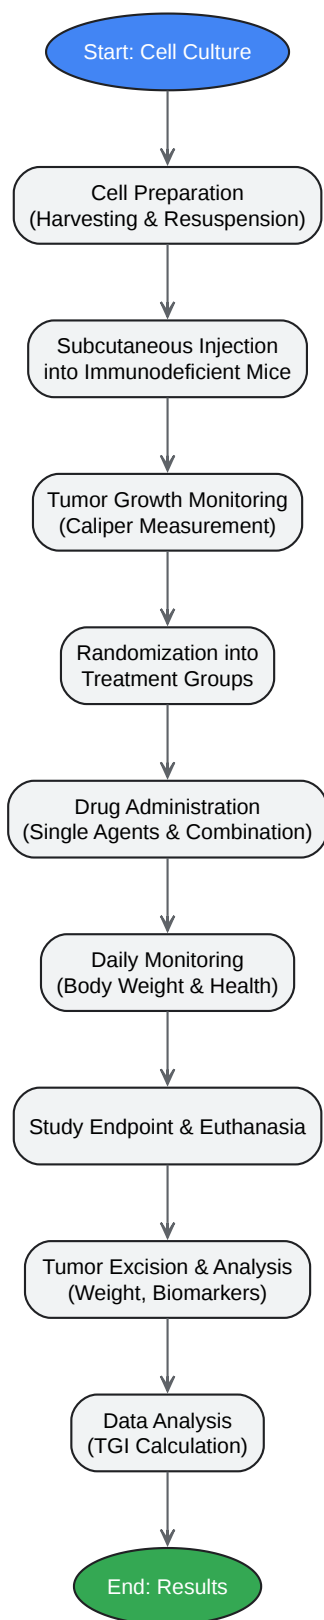 Start: Cell Culture
Cell Preparation
(Harvesting & Resuspension)
Subcutaneous Injection
into Immunodeficient Mice
Tumor Growth Monitoring
(Caliper Measurement)
Randomization into
Treatment Groups
Drug Administration
(Single Agents & Combination)
Daily Monitoring
(Body Weight & Health)
Study Endpoint & Euthanasia
Tumor Excision & Analysis
(Weight, Biomarkers)
Data Analysis
(TGI Calculation)
End: Results